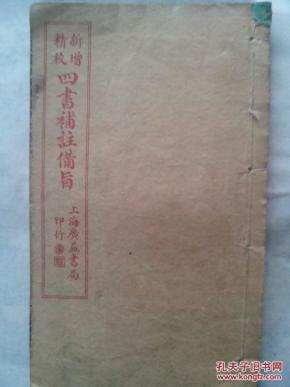 新增
精校
四書補註備旨
上海廣益書局
印行
孔夫子旧书网